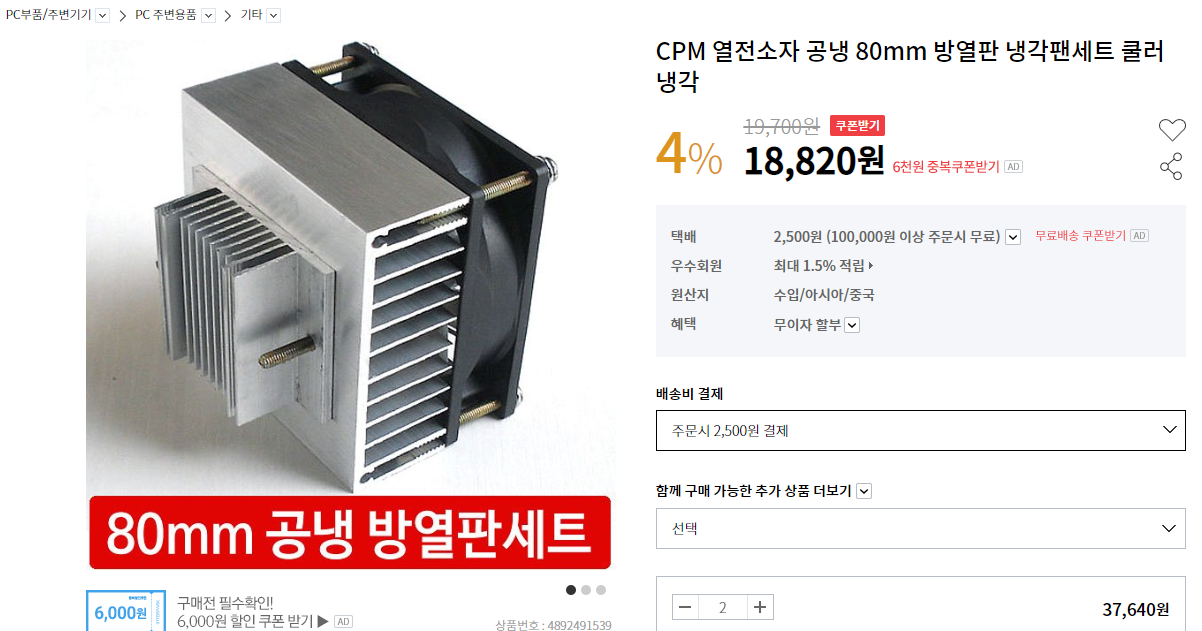 PC부품/주변기기 > PC 주변용품 > 기타
CPM 열전소자 공냉 80mm 방열판 냉각팬세트 쿨러
냉각
4% 19,700원 쿠폰받기
18,820원 6천원 중복쿠폰받기 AD
택배 2,500원 (100,000원 이상 주문시 무료) 무료배송 쿠폰받기 AD
우수회원 최대 1.5% 적립
원산지 수입/아시아/중국
혜택 무이자 할부
배송비 결제
주문시 2,500원 결제
함께 구매 가능한 추가 상품 더보기
선택
2
37,640원
80mm 공냉 방열판세트
6,000원
구매전 필수확인!
6,000원 할인 쿠폰 받기 ▶ AD
상품번호 : 4892491539